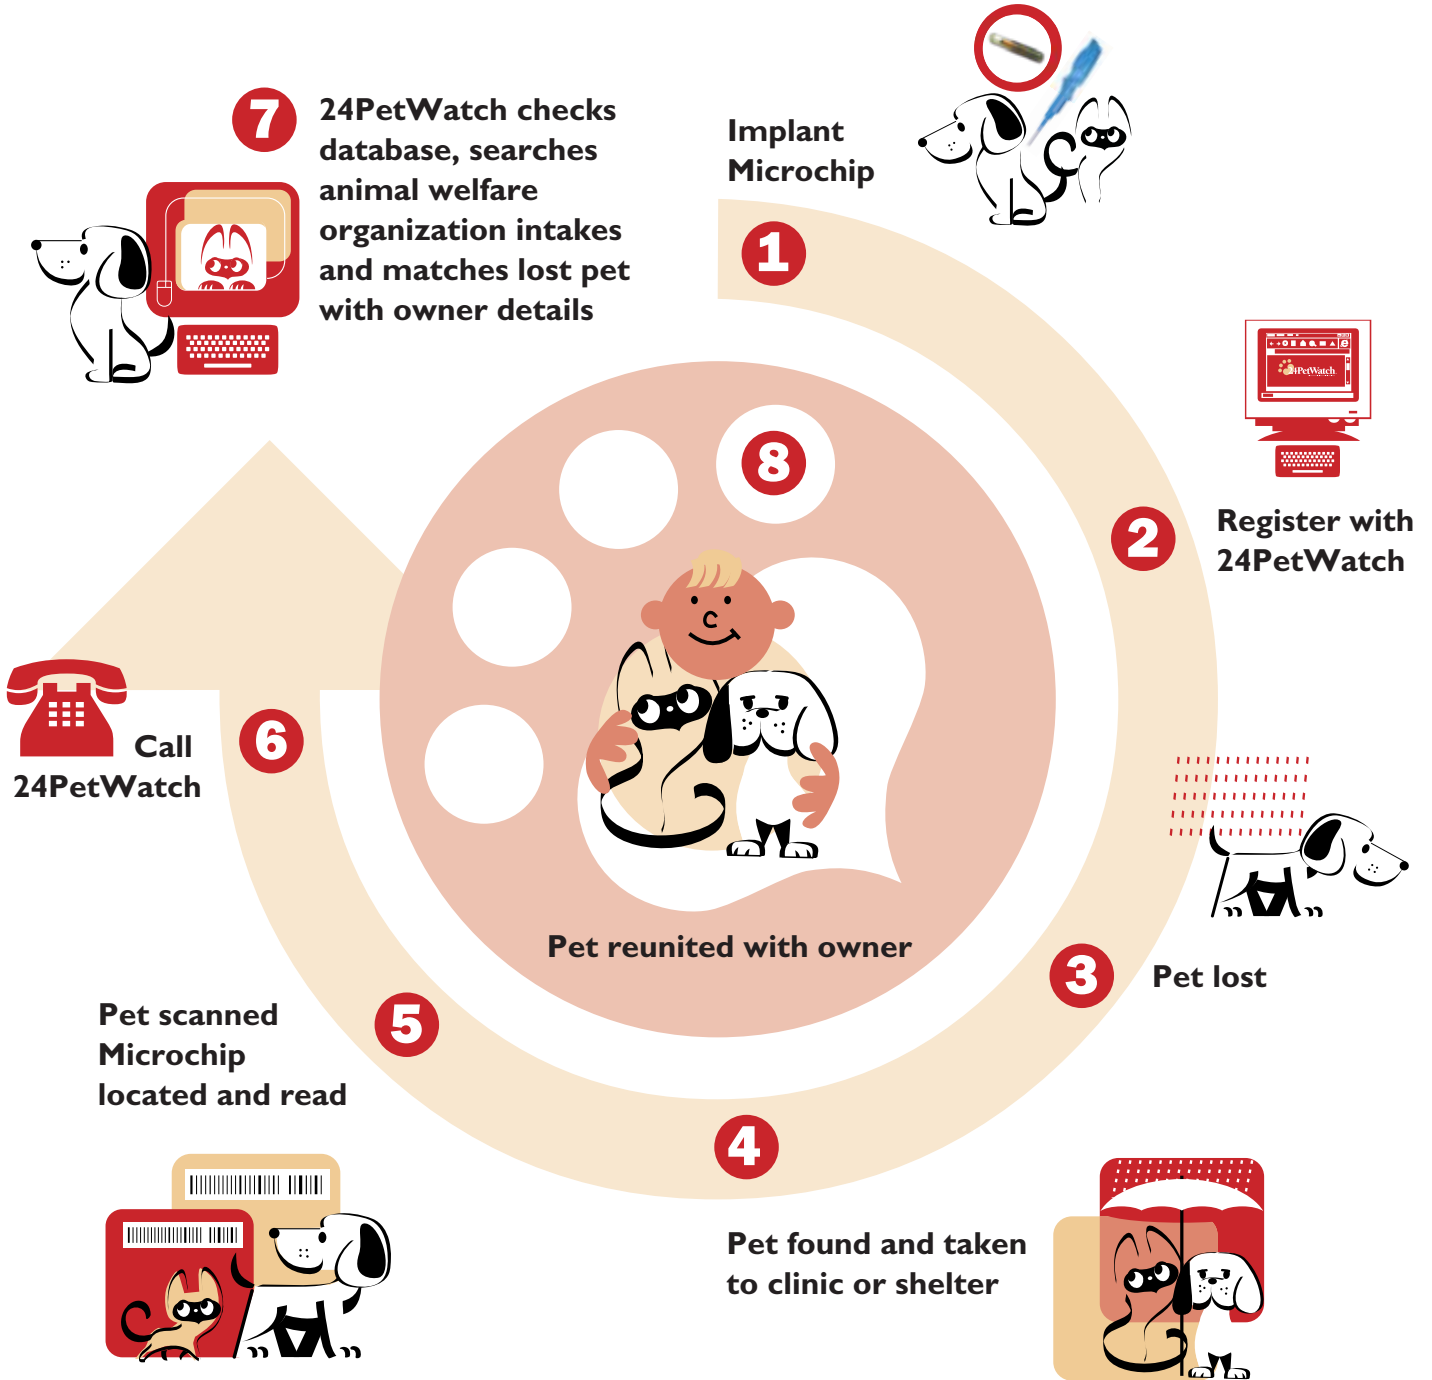 1
Implant
Microchip
2
24PetWatch
Register with
24PetWatch
3
Pet lost
4
Pet found and taken
to clinic or shelter
5
Pet scanned
Microchip
located and read
6
Call
24PetWatch
7
24PetWatch checks
database, searches
animal welfare
organization intakes
and matches lost pet
with owner details
8
Pet reunited with owner